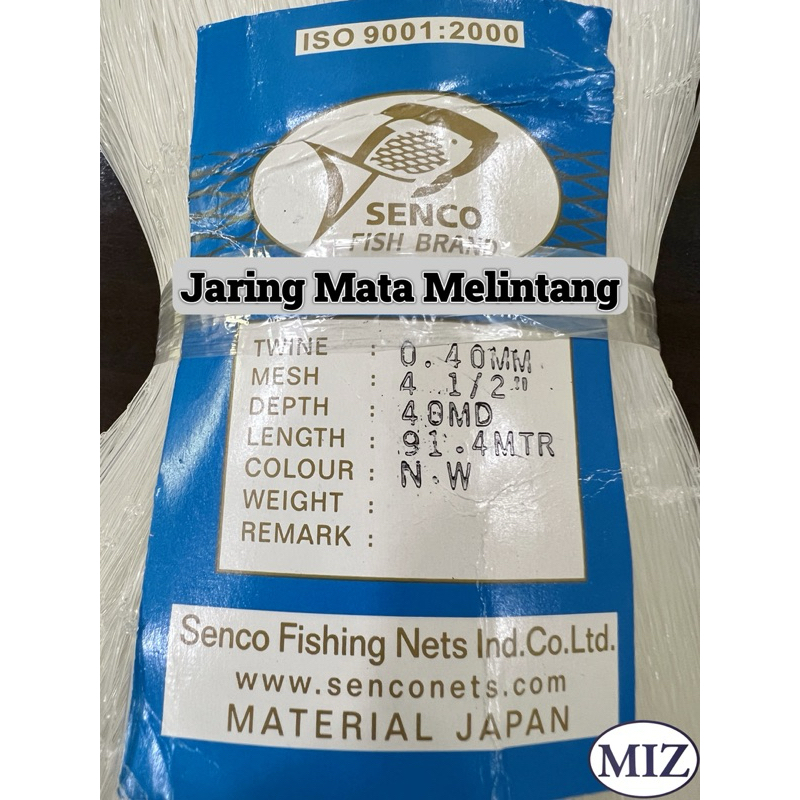 ISO 9001:2000
SENCO
FISH BRAND
Jaring Mata Melintang
TWINE : 0.40MM
MESH : 4 1/2"
DEPTH : 40MD
LENGTH : 91.4MTR
COLOUR : N.W
WEIGHT :
REMARK :
Senco Fishing Nets Ind.Co.Ltd.
www.senconets.com
MATERIAL JAPAN
MIZ